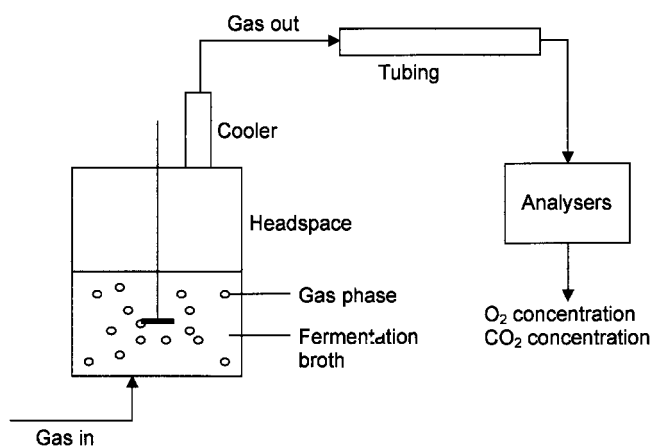 Gas out
Tubing
Cooler
Headspace
Analysers
Gas phase
Fermentation
broth
O₂ concentration
CO₂ concentration
Gas in